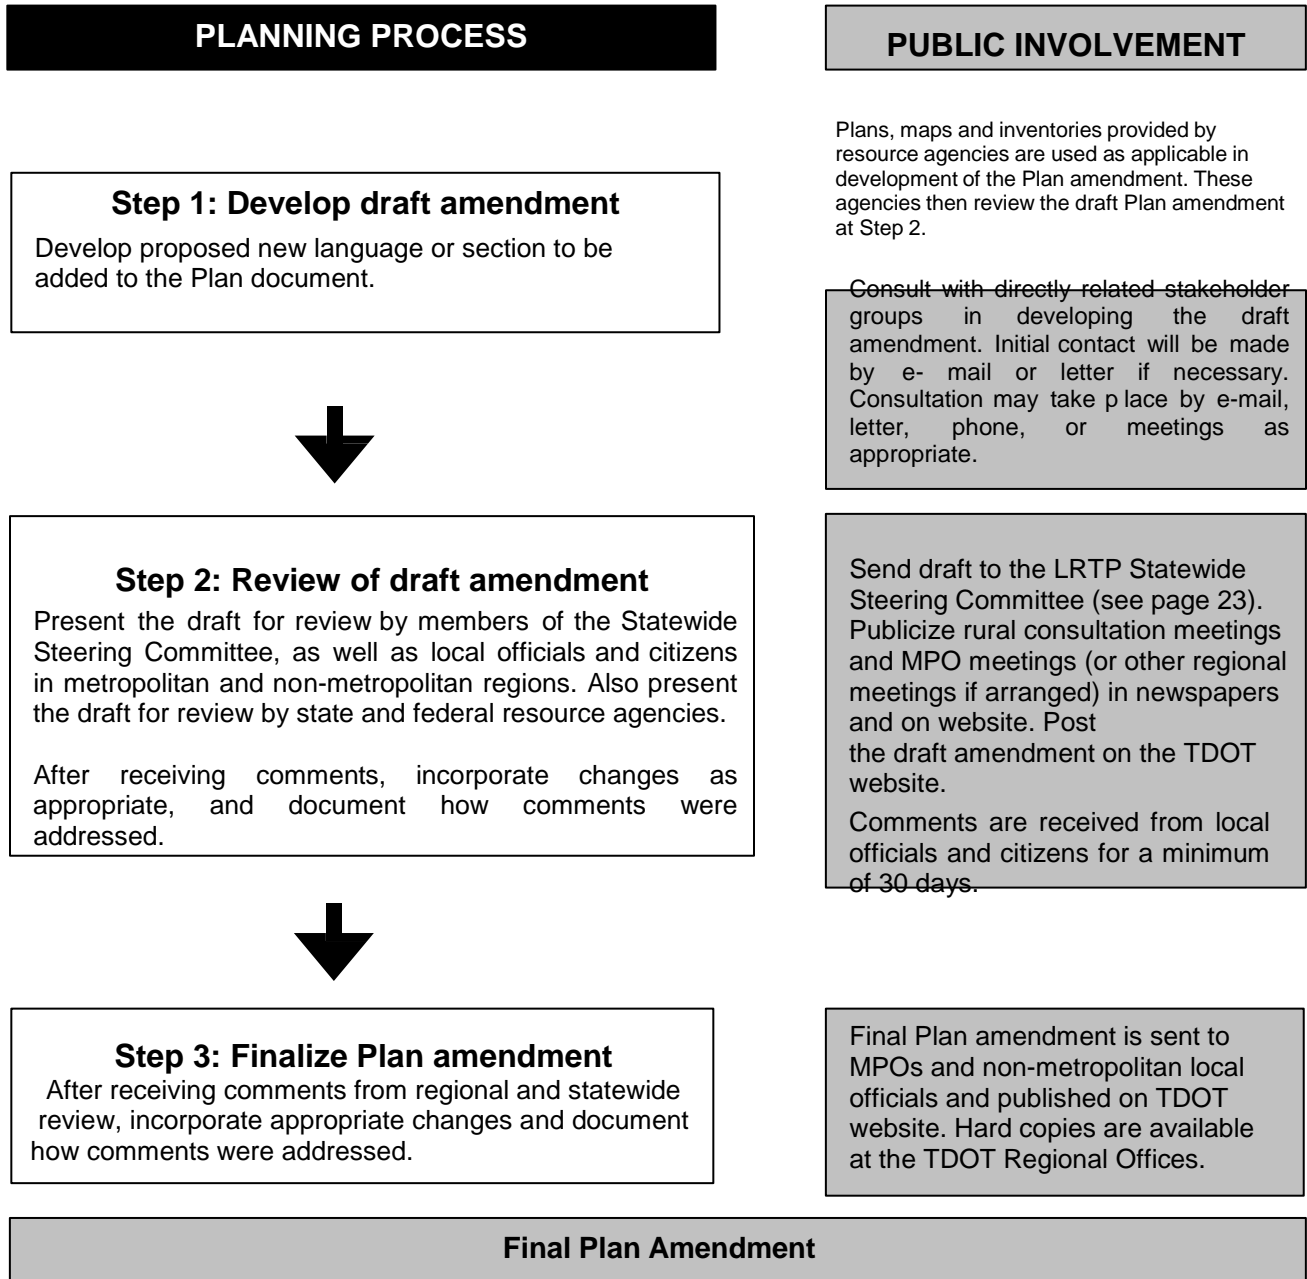 PLANNING PROCESS
PUBLIC INVOLVEMENT
Plans, maps and inventories provided by
resource agencies are used as applicable in
development of the Plan amendment. These
agencies then review the draft Plan amendment
at Step 2.
Step 1: Develop draft amendment
Develop proposed new language or section to be
added to the Plan document.
Consult with directly related stakeholder
groups in developing the draft
amendment. Initial contact will be made
by e- mail or letter if necessary.
Consultation may take p lace by e-mail,
letter, phone, or meetings as
appropriate.
Step 2: Review of draft amendment
Present the draft for review by members of the Statewide
Steering Committee, as well as local officials and citizens
in metropolitan and non-metropolitan regions. Also present
the draft for review by state and federal resource agencies.
After receiving comments, incorporate changes as
appropriate, and document how comments were
addressed.
Send draft to the LRTP Statewide
Steering Committee (see page 23).
Publicize rural consultation meetings
and MPO meetings (or other regional
meetings if arranged) in newspapers
and on website. Post
the draft amendment on the TDOT
website.
Comments are received from local
officials and citizens for a minimum
of 30 days.
Step 3: Finalize Plan amendment
After receiving comments from regional and statewide
review, incorporate appropriate changes and document
how comments were addressed.
Final Plan amendment is sent to
MPOs and non-metropolitan local
officials and published on TDOT
website. Hard copies are available
at the TDOT Regional Offices.
Final Plan Amendment